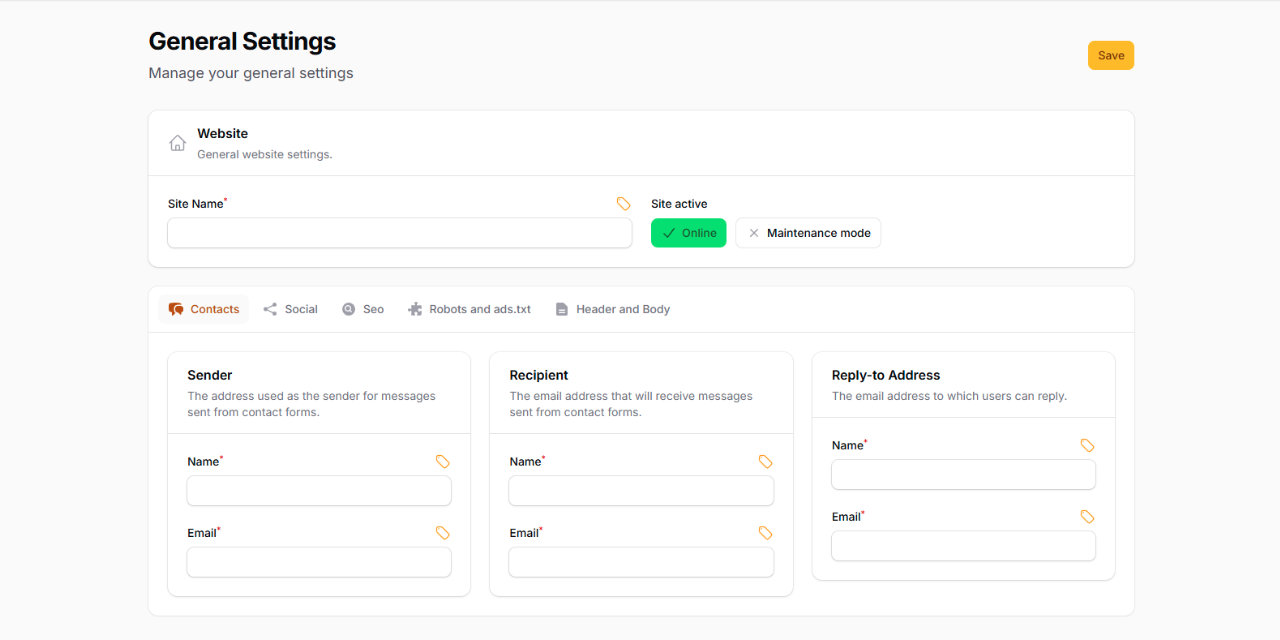 General Settings
Manage your general settings
Save
Website
General website settings.
Site Name*
Site active
Online
Maintenance mode
Contacts
Social
Seo
Robots and ads.txt
Header and Body
Sender
The address used as the sender for messages
sent from contact forms.
Name*
Email*
Recipient
The email address that will receive messages
sent from contact forms.
Name*
Email*
Reply-to Address
The email address to which users can reply.
Name*
Email*